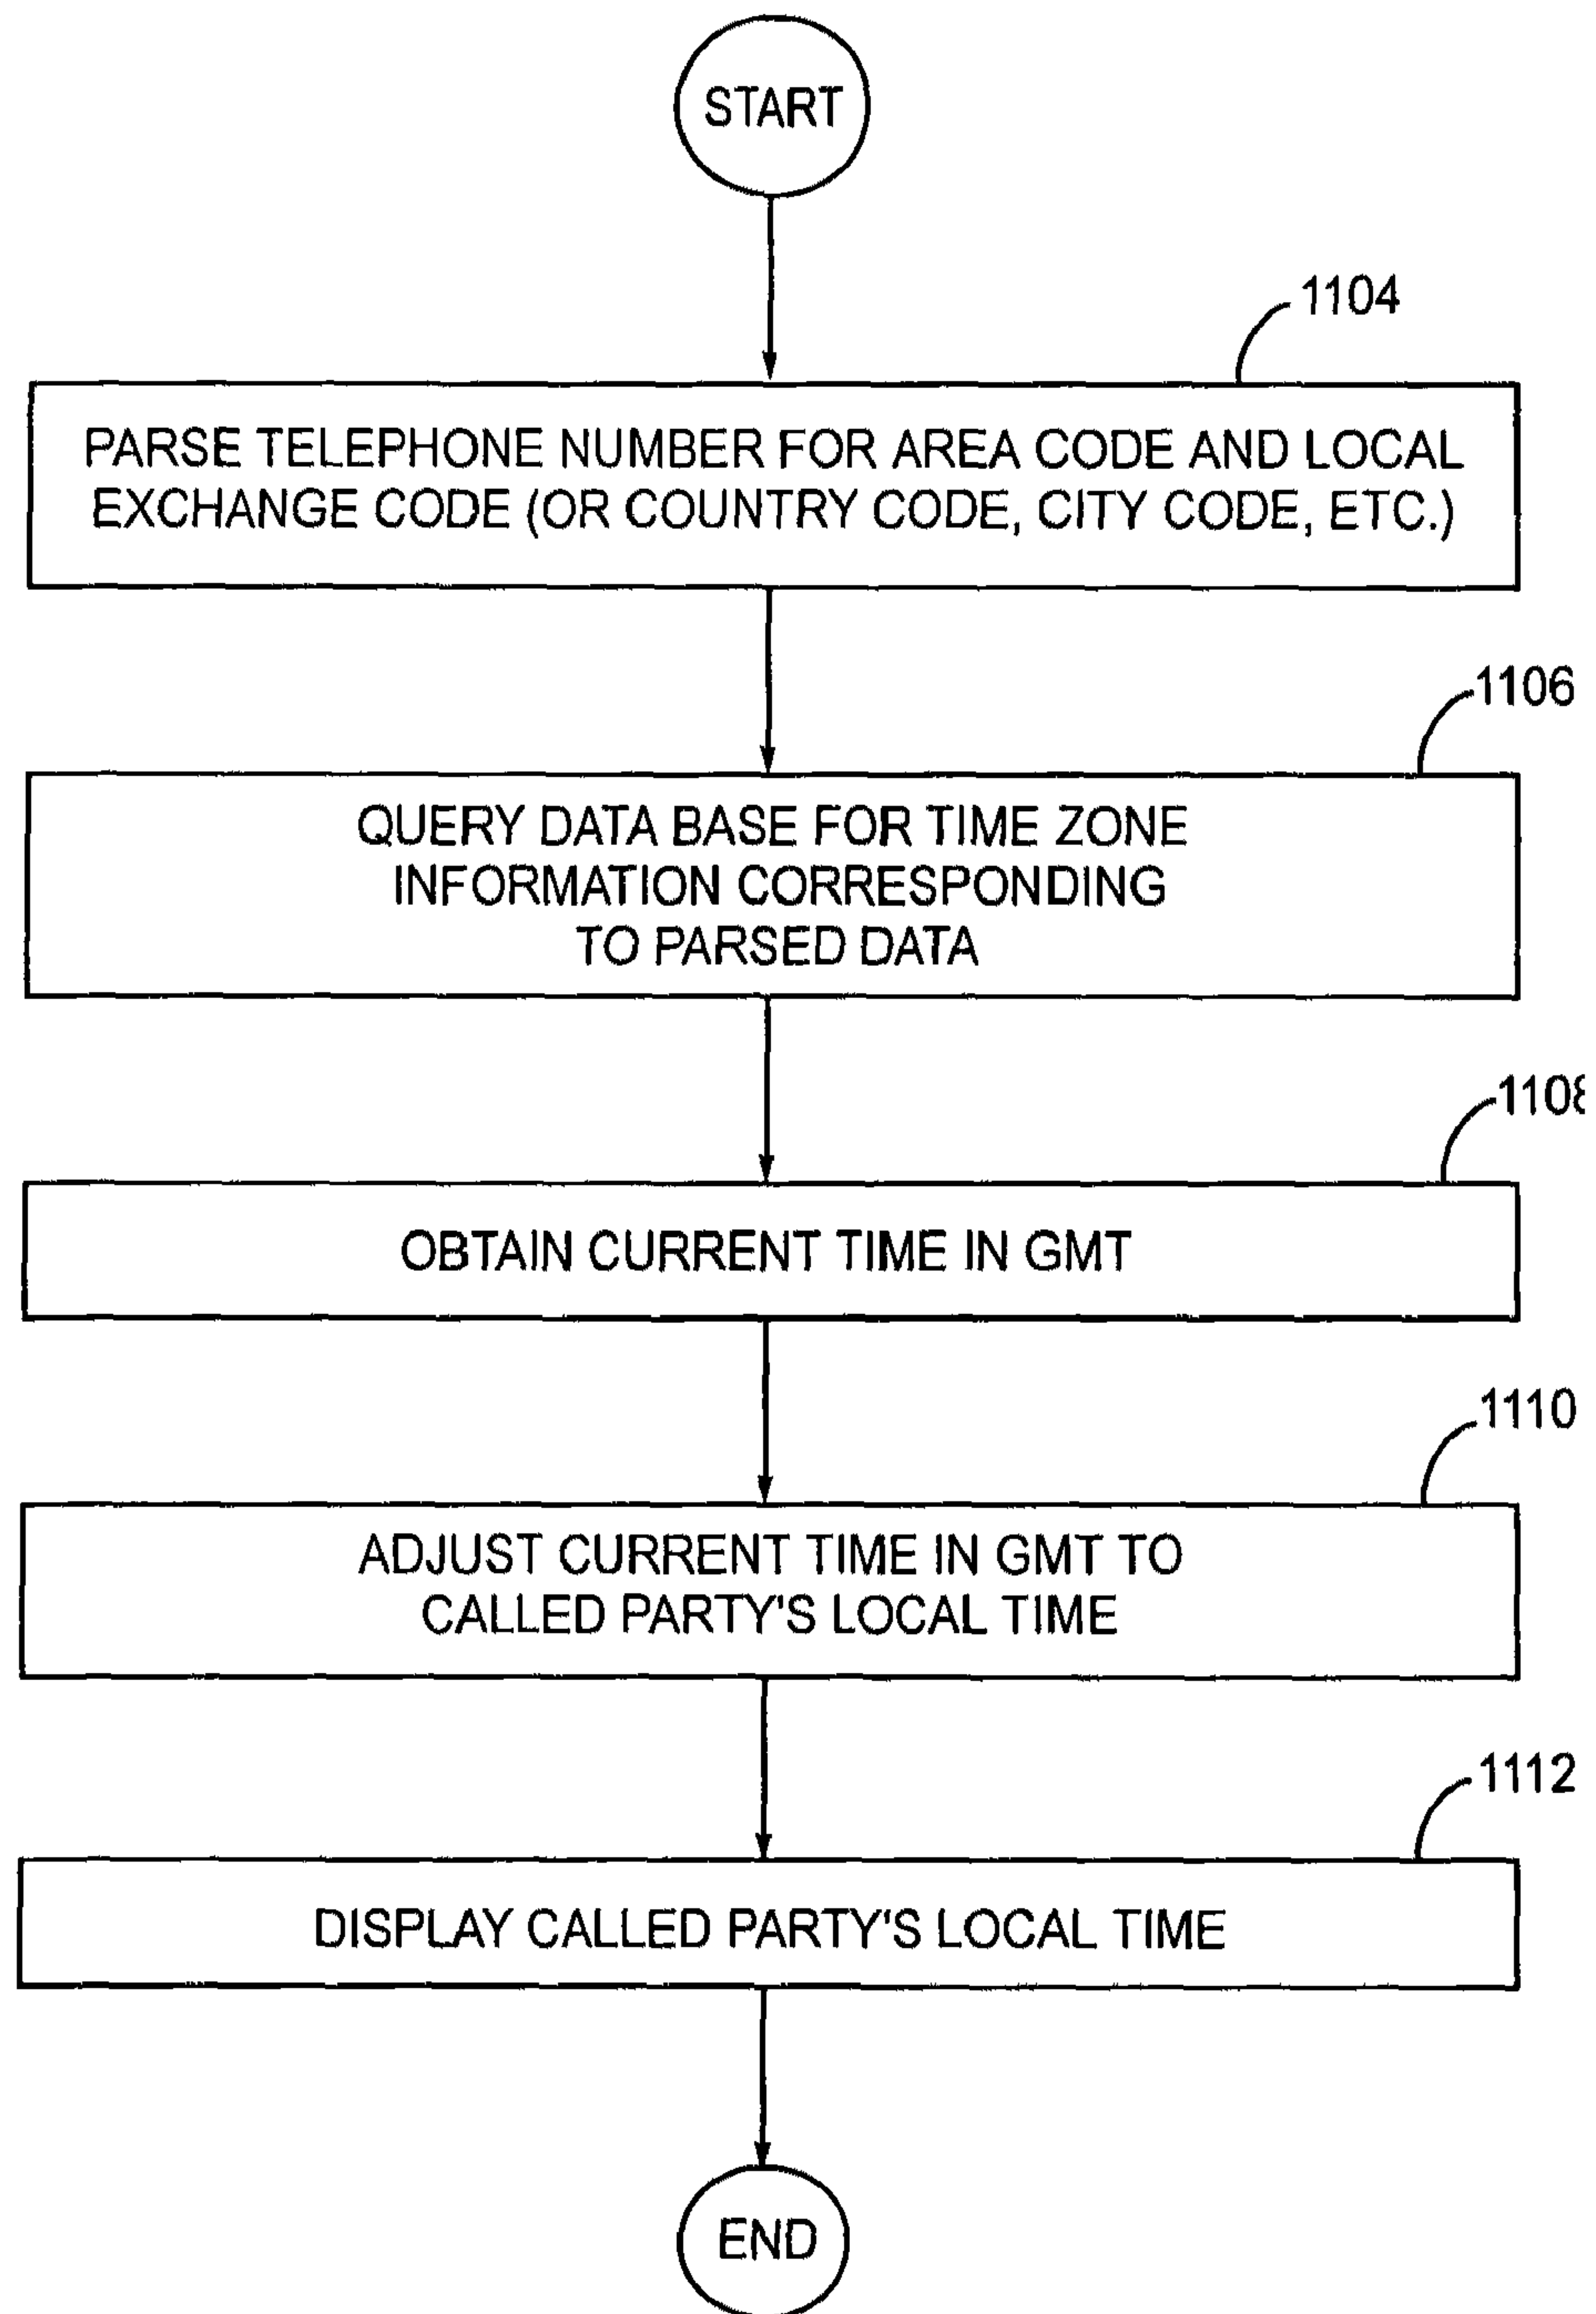 START
1104
PARSE TELEPHONE NUMBER FOR AREA CODE AND LOCAL
EXCHANGE CODE (OR COUNTRY CODE, CITY CODE, ETC.)
1106
QUERY DATA BASE FOR TIME ZONE
INFORMATION CORRESPONDING
TO PARSED DATA
1108
OBTAIN CURRENT TIME IN GMT
1110
ADJUST CURRENT TIME IN GMT TO
CALLED PARTY'S LOCAL TIME
1112
DISPLAY CALLED PARTY'S LOCAL TIME
END